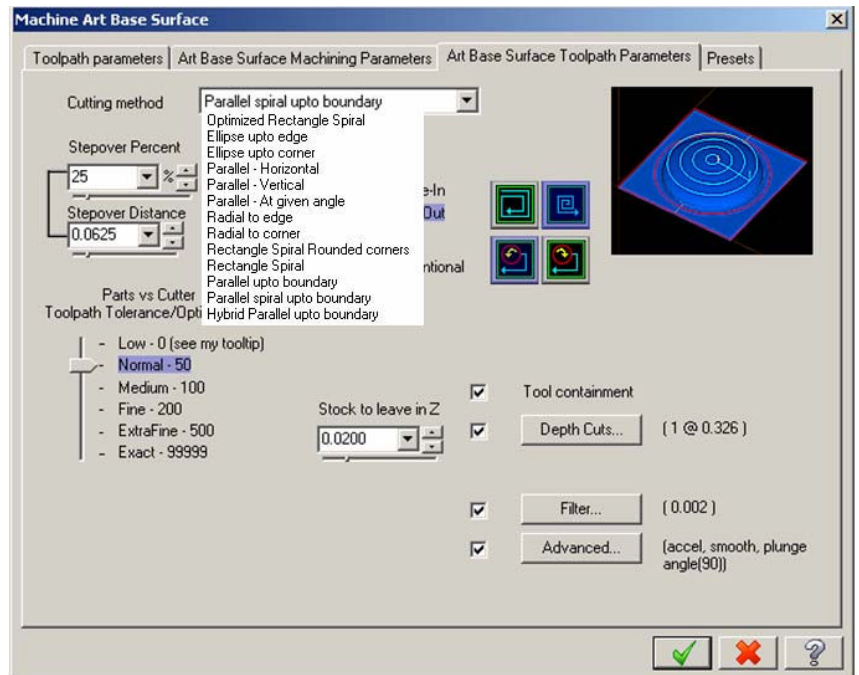 Machine Art Base Surface
Toolpath parameters Art Base Surface Machining Parameters Art Base Surface Toolpath Parameters Presets
Cutting method Parallel spiral upto boundary
Optimized Rectangle Spiral
Ellipse upto edge
Ellipse upto corner
Parallel - Horizontal
Parallel - Vertical
Parallel - At given angle
Radial to edge
Radial to corner
Rectangle Spiral Rounded corners
Rectangle Spiral
Parallel upto boundary
Parallel spiral upto boundary
Hybrid Parallel upto boundary
Stepover Percent
25 %
Stepover Distance
0.0625
e-In
Out
ntional
Parts vs Cutter
Toolpath Tolerance/Opti
Low - 0 (see my tooltip)
Normal - 50
Medium - 100
Fine - 200
ExtraFine - 500
Exact - 99999
Stock to leave in Z
0.0200
Tool containment
Depth Cuts... ( 1 @ 0.326 )
Filter... ( 0.002 )
Advanced... (accel, smooth, plunge
angle(90))